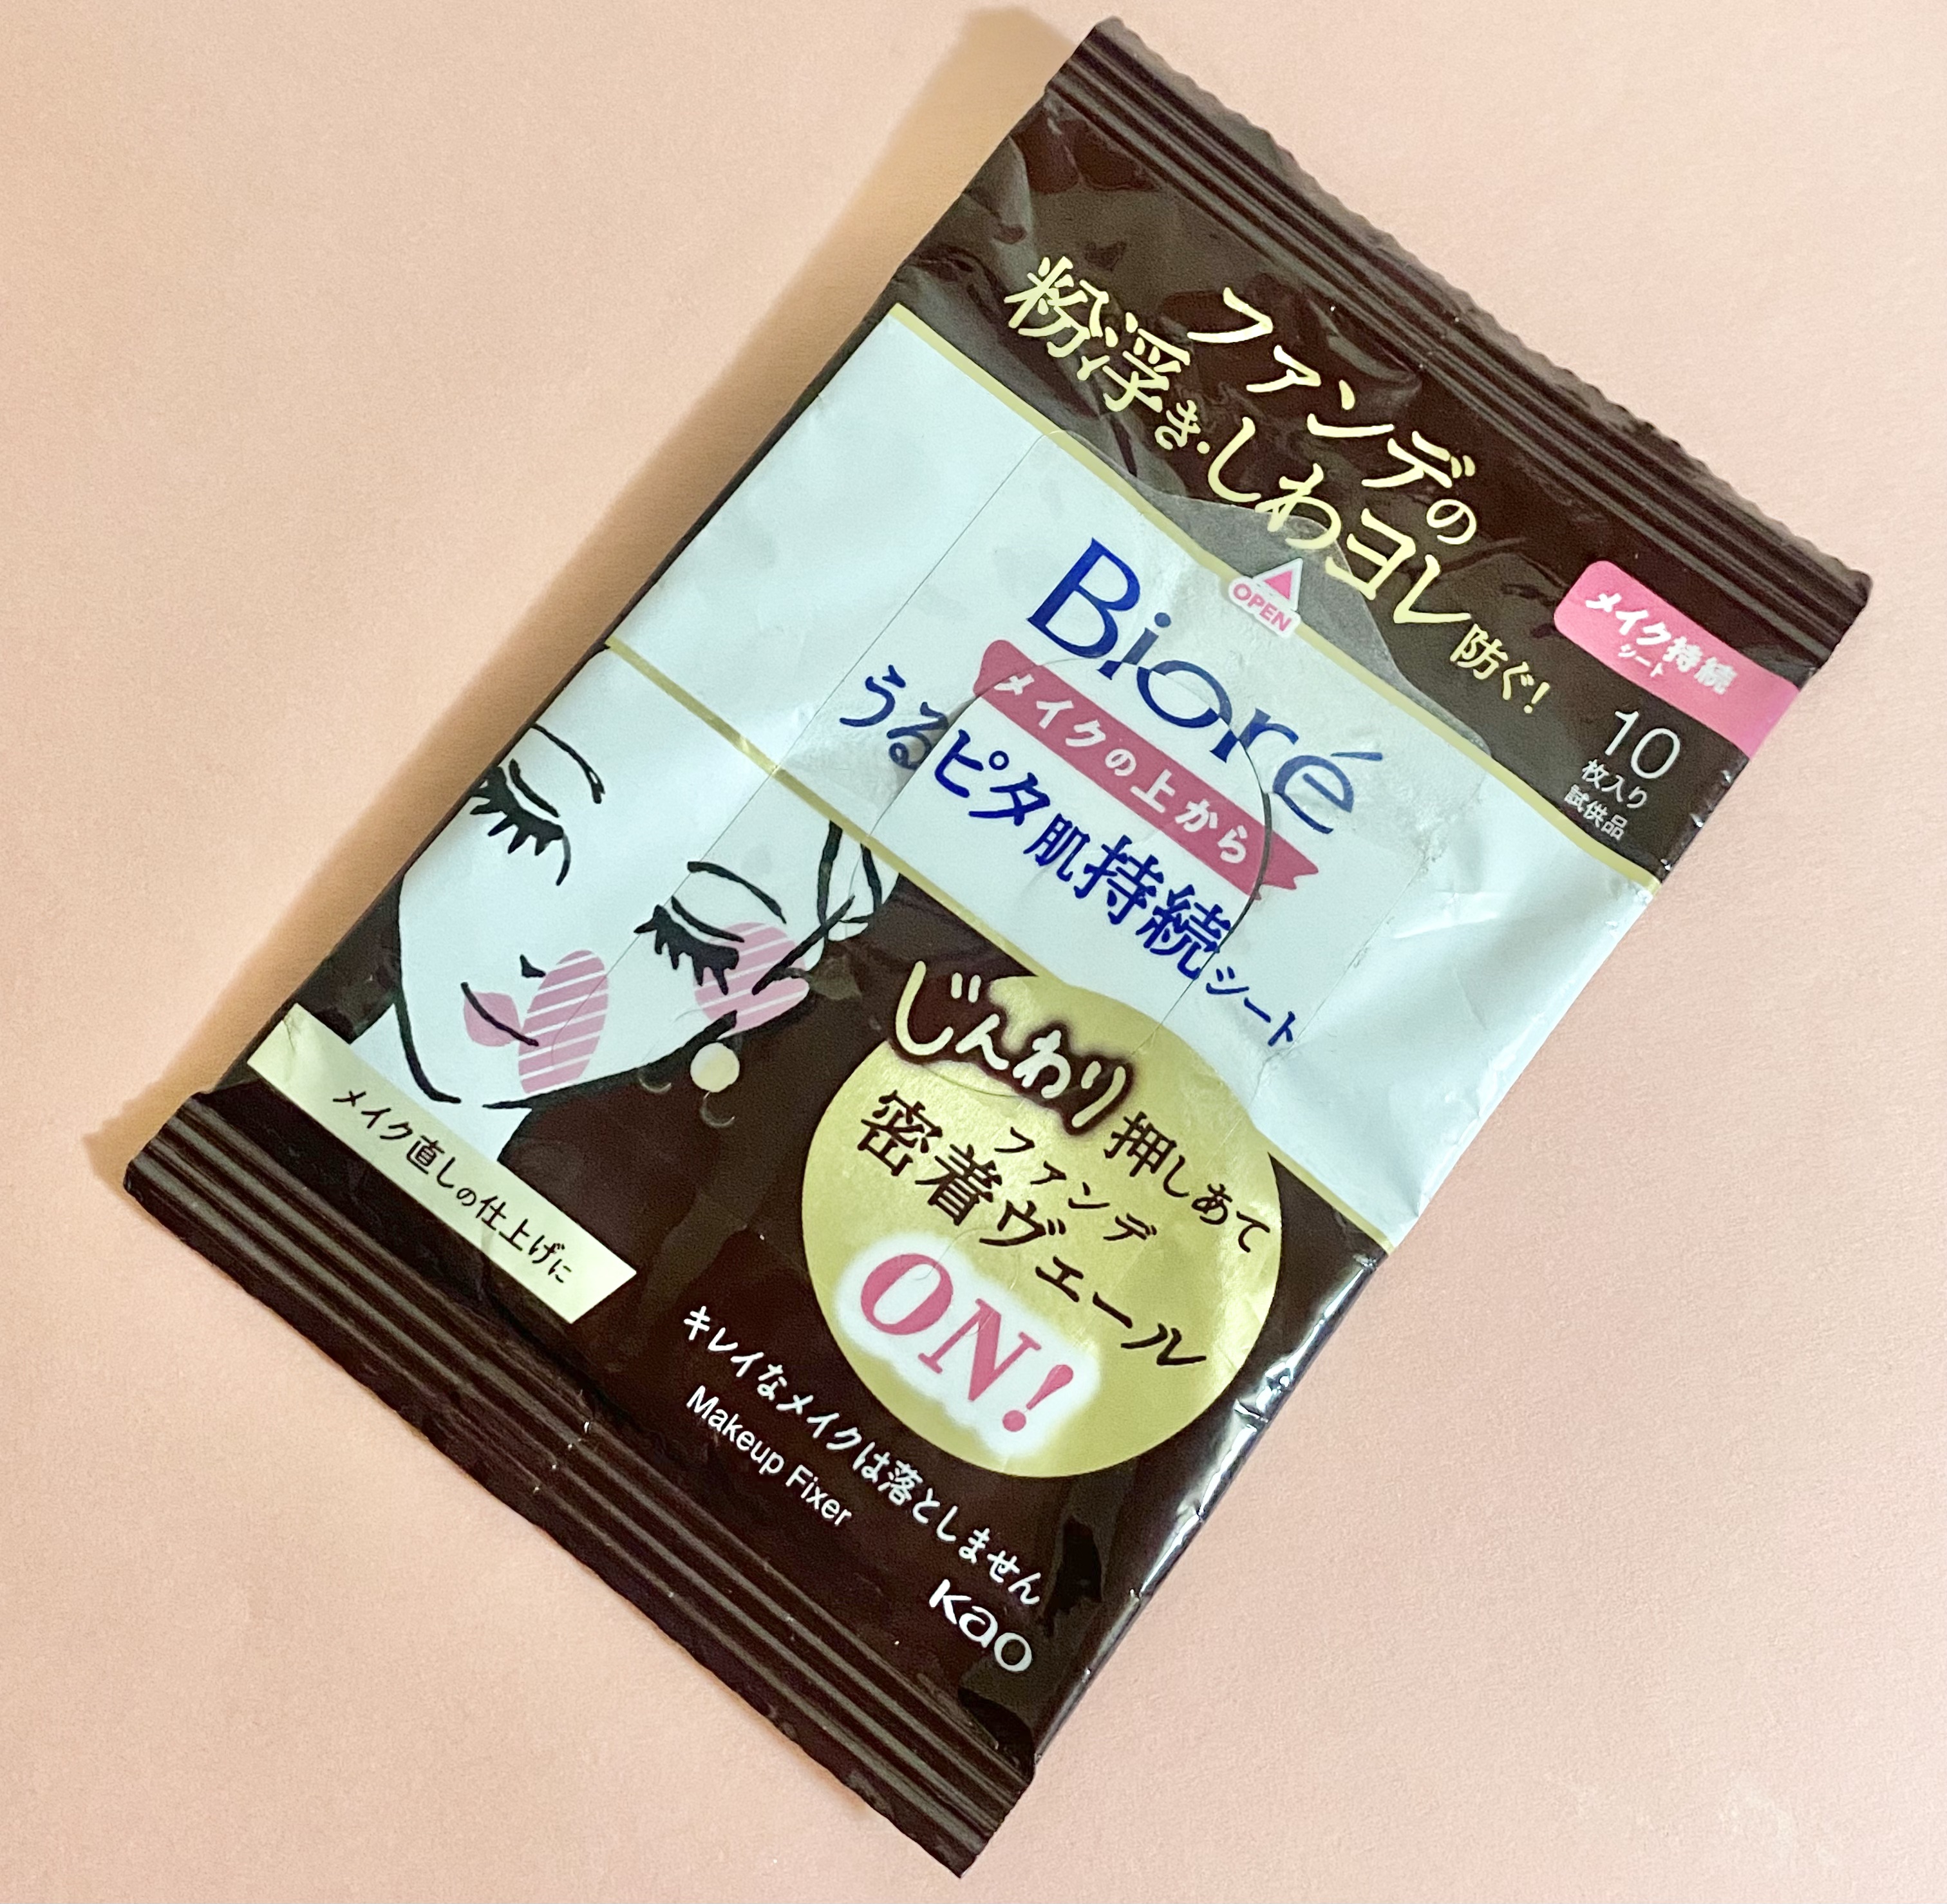 ファンデの
粉浮き・しわヨレ防ぐ!
メイク持続
シート
10
枚入り
試供品
OPEN
Bioré
メイクの上から
うるピタ肌持続シート
じんわり押しあて
ファンデ
密着ヴェール
ON!
メイク直しの仕上げに
キレイなメイクは落としません
Makeup Fixer
Kao